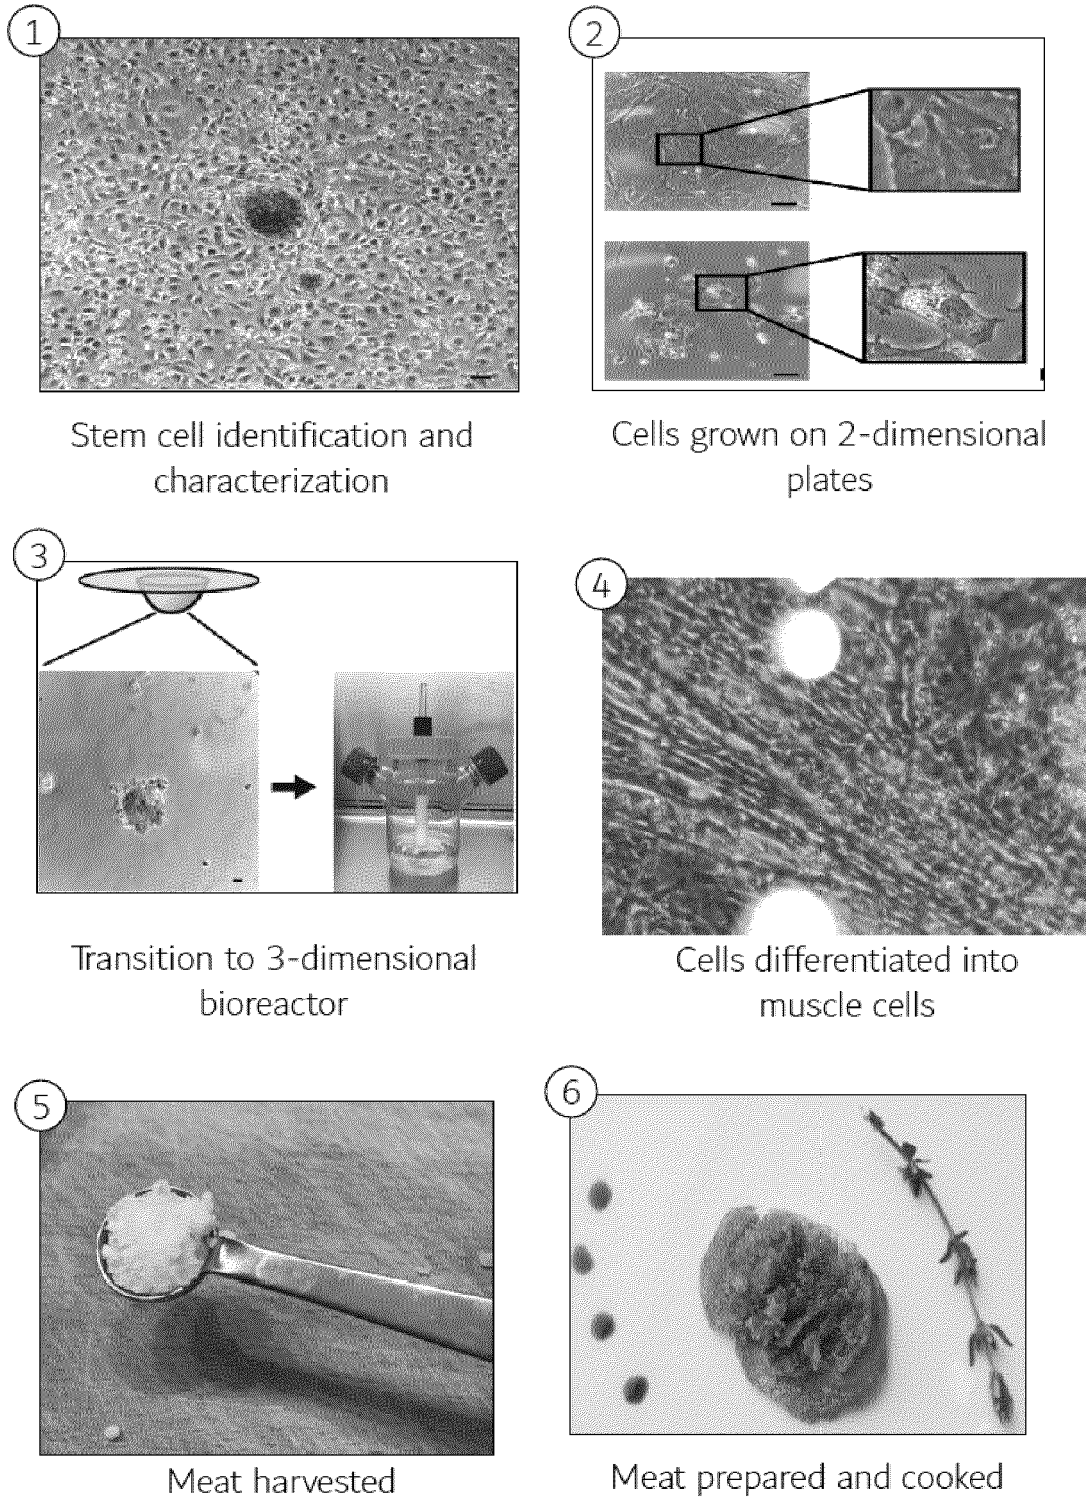 1
Stem cell identification and
characterization
2
Cells grown on 2-dimensional
plates
3
Transition to 3-dimensional
bioreactor
4
Cells differentiated into
muscle cells
5
Meat harvested
6
Meat prepared and cooked